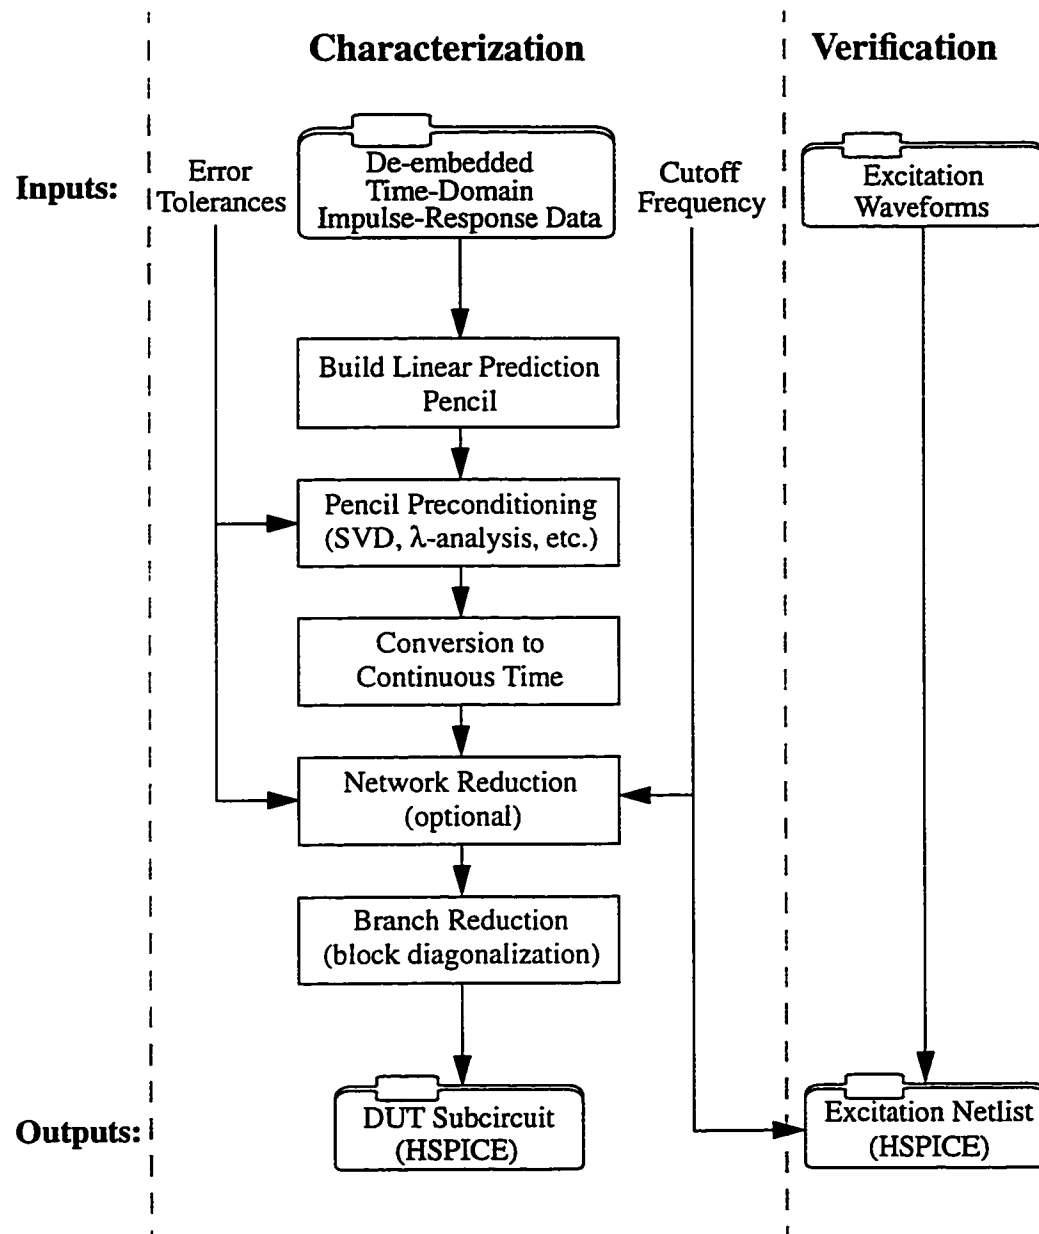 Characterization
Verification
Inputs:
Error
Tolerances
De-embedded
Time-Domain
Impulse-Response Data
Cutoff
Frequency
Excitation
Waveforms
Build Linear Prediction
Pencil
Pencil Preconditioning
(SVD, λ-analysis, etc.)
Conversion to
Continuous Time
Network Reduction
(optional)
Branch Reduction
(block diagonalization)
Outputs:
DUT Subcircuit
(HSPICE)
Excitation Netlist
(HSPICE)